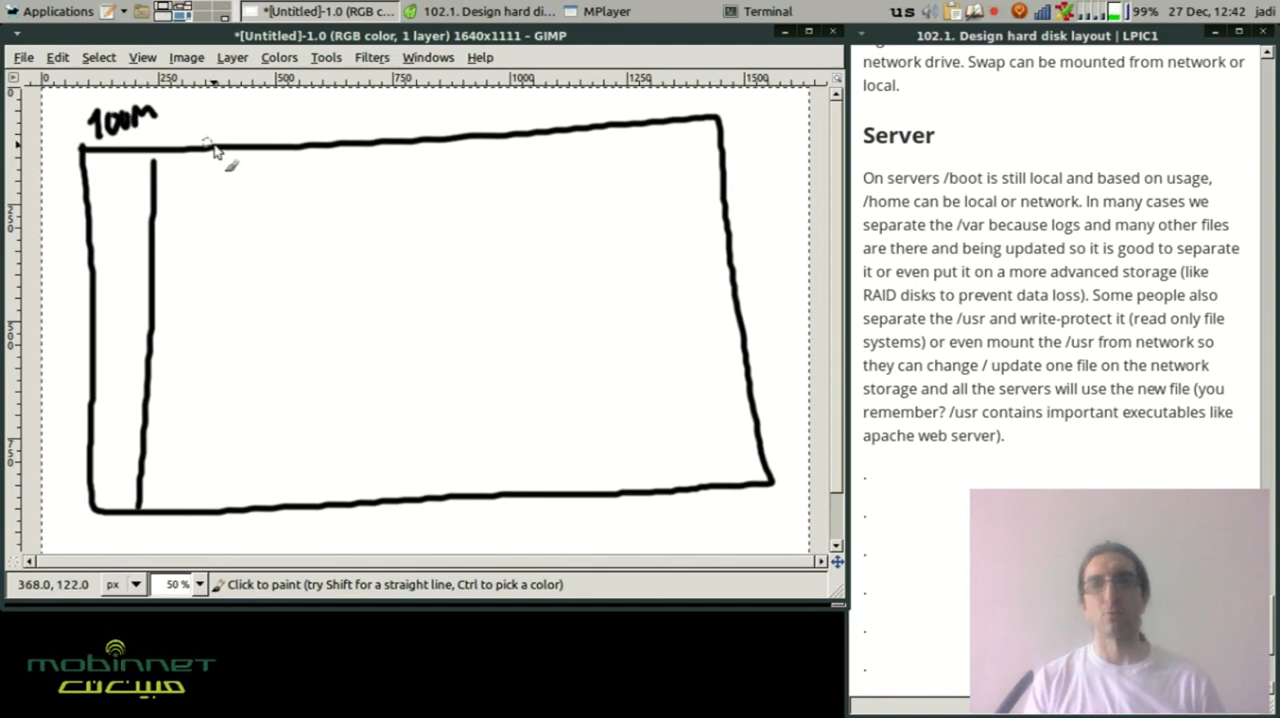 Applications
*[Untitled]-1.0 (RGB c...
102.1. Design hard di...
MPlayer
Terminal
us
99%
27 Dec, 12:42
jadi
*[Untitled]-1.0 (RGB color, 1 layer) 1640x1111 – GIMP
File Edit Select View Image Layer Colors Tools Filters Windows Help
0 250 500 750 1000 1250 1500
0
250
500
750
100M
368.0, 122.0 px 50 % Click to paint (try Shift for a straight line, Ctrl to pick a color)
mobinnet
مبین نت
102.1. Design hard disk layout | LPIC1
network drive. Swap can be mounted from network or
local.
Server
On servers /boot is still local and based on usage,
/home can be local or network. In many cases we
separate the /var because logs and many other files
are there and being updated so it is good to separate
it or even put it on a more advanced storage (like
RAID disks to prevent data loss). Some people also
separate the /usr and write-protect it (read only file
systems) or even mount the /usr from network so
they can change / update one file on the network
storage and all the servers will use the new file (you
remember? /usr contains important executables like
apache web server).
.
.
.
.
.
.